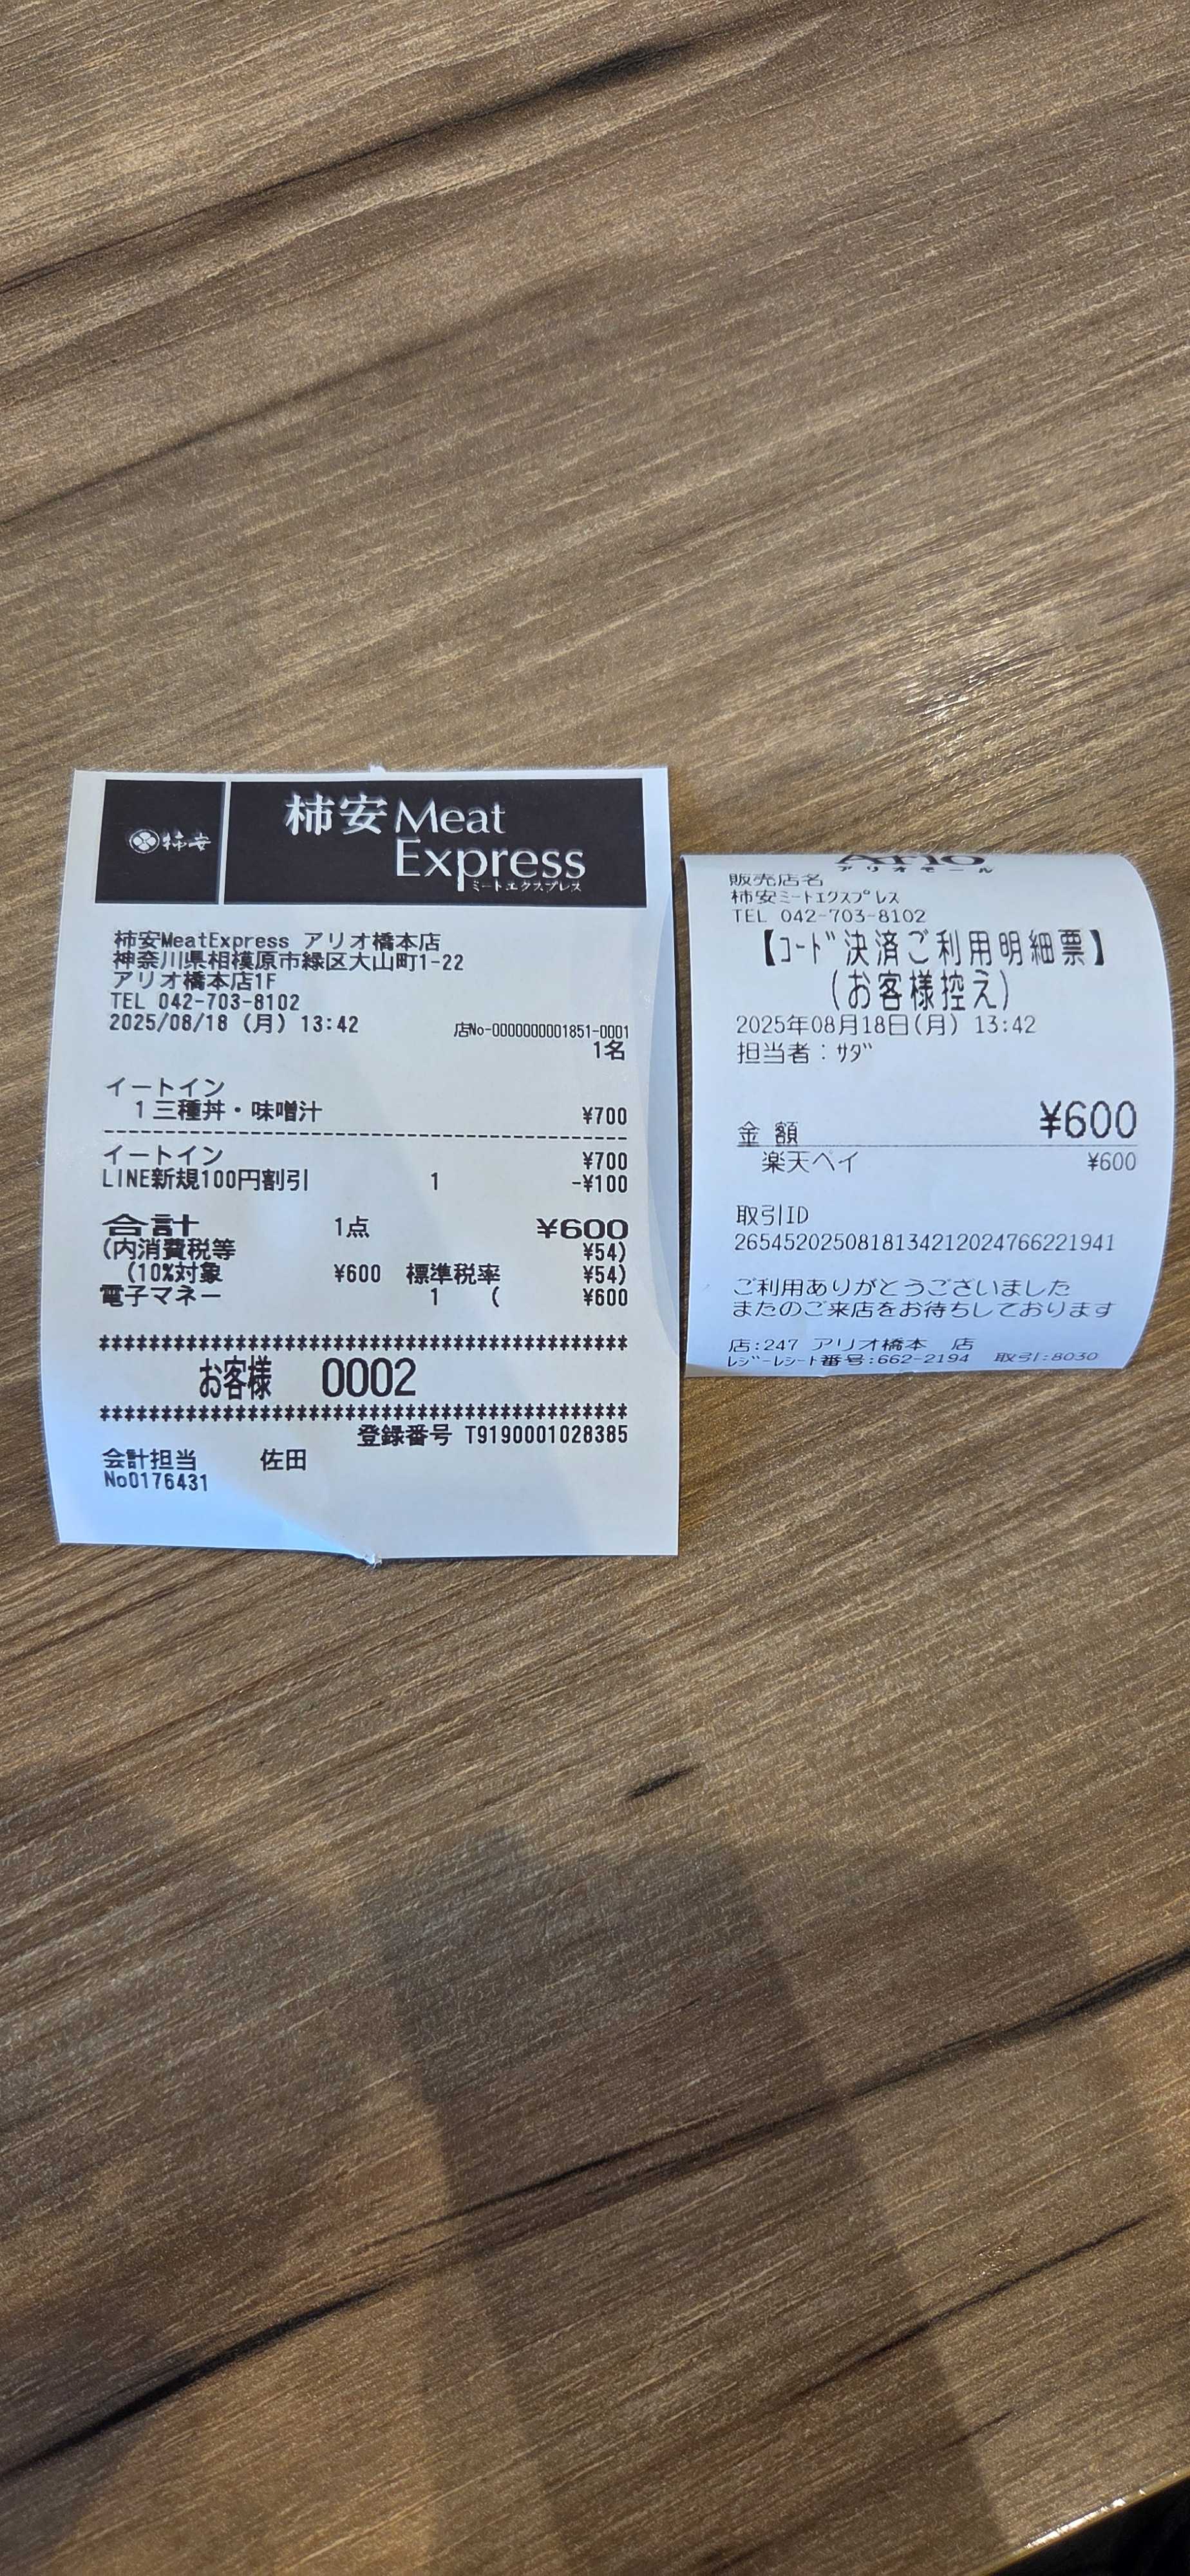 柿安
柿安 Meat
Express
ミートエクスプレス
柿安MeatExpress アリオ橋本店
神奈川県相模原市緑区大山町1-22
アリオ橋本店1F
TEL 042-703-8102
2025/08/18 (月) 13:42
店No-0000000001851-0001
1名
イートイン
1 三種丼・味噌汁 ¥700
イートイン ¥700
LINE新規100円割引 1 -¥100
合計 1点 ¥600
(内消費税等 ¥54)
(10%対象 ¥600 標準税率 ¥54)
電子マネー 1 ( ¥600
お客様 0002
登録番号 T9190001028385
会計担当 佐田
No0176431
Ario
アリオモール
販売店名
柿安ミートエクスプレス
TEL 042-703-8102
【コード決済ご利用明細票】
(お客様控え)
2025年08月18日(月) 13:42
担当者:サダ
金 額 ¥600
楽天ペイ ¥600
取引ID
2654520250818134212024766221941
ご利用ありがとうございました
またのご来店をお待ちしております
店:247 アリオ橋本 店
レジーレシート番号:662-2194 取引:8030